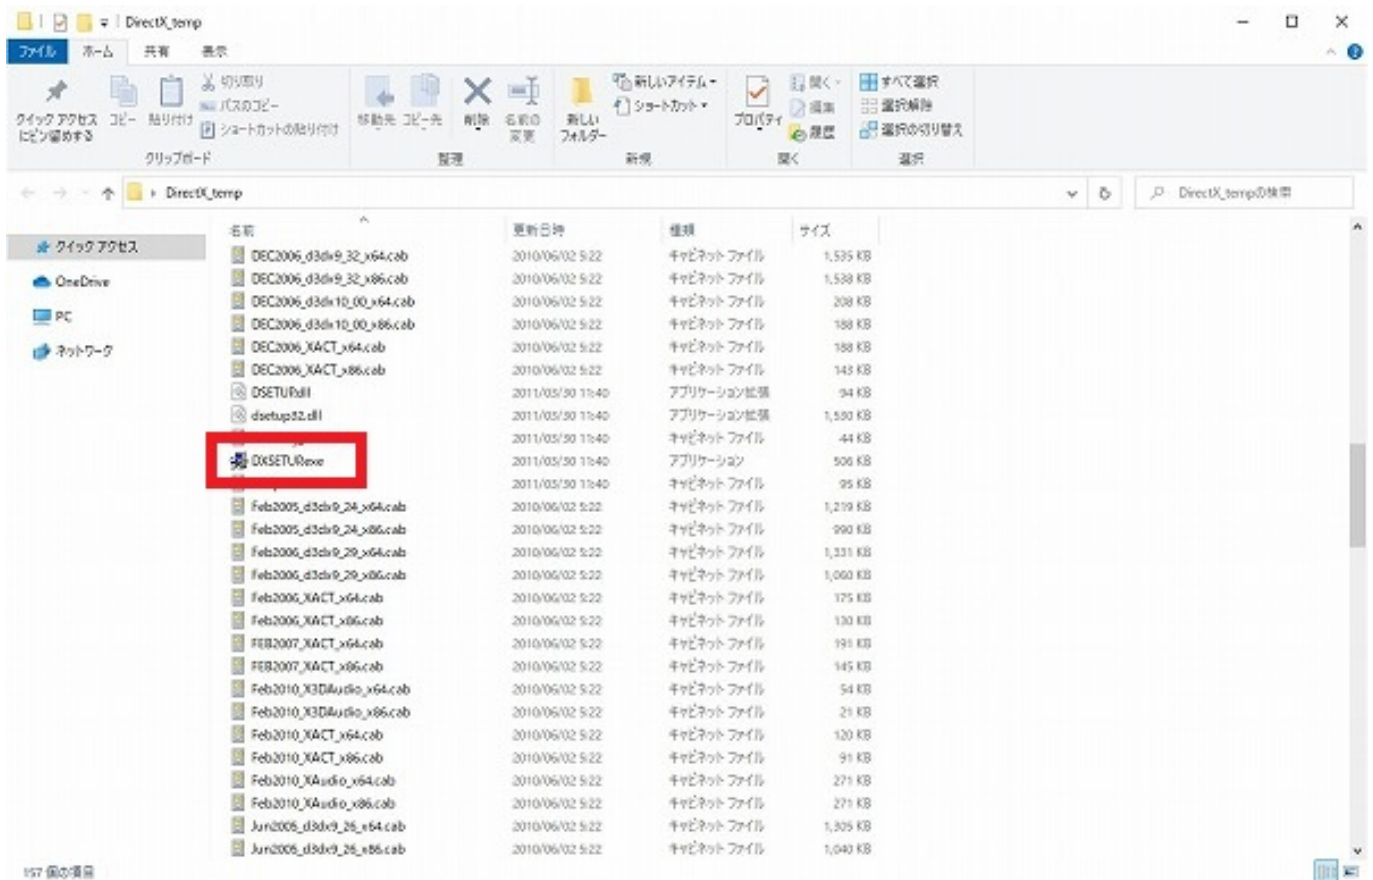 DirectX_temp
ファイル ホーム 共有 表示
クイック アクセス にピン留めする
コピー
貼り付け
切り取り
パスのコピー
ショートカットの貼り付け
移動先 コピー先 削除 名前の 変更
新しい フォルダー
新しいアイテム
ショートカット
プロパティ
開く
編集
履歴
すべて選択
選択解除
選択の切り替え
クリップボード 整理 新規 開く 選択
DirectX_temp DirectX_tempの検索
クイック アクセス
OneDrive
PC
ネットワーク
名前 更新日時 種類 サイズ
DEC2006_d3dx9_32_x64.cab 2010/06/02 5:22 キャビネット ファイル 1,535 KB
DEC2006_d3dx9_32_x86.cab 2010/06/02 5:22 キャビネット ファイル 1,538 KB
DEC2006_d3dx10_00_x64.cab 2010/06/02 5:22 キャビネット ファイル 208 KB
DEC2006_d3dx10_00_x86.cab 2010/06/02 5:22 キャビネット ファイル 188 KB
DEC2006_XACT_x64.cab 2010/06/02 5:22 キャビネット ファイル 188 KB
DEC2006_XACT_x86.cab 2010/06/02 5:22 キャビネット ファイル 143 KB
DSETUP.dll 2011/03/30 11:40 アプリケーション拡張 94 KB
dsetup32.dll 2011/03/30 11:40 アプリケーション拡張 1,530 KB
2011/03/30 11:40 キャビネット ファイル 44 KB
DXSETUP.exe 2011/03/30 11:40 アプリケーション 506 KB
2011/03/30 11:40 キャビネット ファイル 95 KB
Feb2005_d3dx9_24_x64.cab 2010/06/02 5:22 キャビネット ファイル 1,219 KB
Feb2005_d3dx9_24_x86.cab 2010/06/02 5:22 キャビネット ファイル 990 KB
Feb2006_d3dx9_29_x64.cab 2010/06/02 5:22 キャビネット ファイル 1,331 KB
Feb2006_d3dx9_29_x86.cab 2010/06/02 5:22 キャビネット ファイル 1,060 KB
Feb2006_XACT_x64.cab 2010/06/02 5:22 キャビネット ファイル 175 KB
Feb2006_XACT_x86.cab 2010/06/02 5:22 キャビネット ファイル 130 KB
FEB2007_XACT_x64.cab 2010/06/02 5:22 キャビネット ファイル 191 KB
FEB2007_XACT_x86.cab 2010/06/02 5:22 キャビネット ファイル 145 KB
Feb2010_X3DAudio_x64.cab 2010/06/02 5:22 キャビネット ファイル 54 KB
Feb2010_X3DAudio_x86.cab 2010/06/02 5:22 キャビネット ファイル 21 KB
Feb2010_XACT_x64.cab 2010/06/02 5:22 キャビネット ファイル 120 KB
Feb2010_XACT_x86.cab 2010/06/02 5:22 キャビネット ファイル 91 KB
Feb2010_XAudio_x64.cab 2010/06/02 5:22 キャビネット ファイル 271 KB
Feb2010_XAudio_x86.cab 2010/06/02 5:22 キャビネット ファイル 271 KB
Jun2005_d3dx9_26_x64.cab 2010/06/02 5:22 キャビネット ファイル 1,305 KB
Jun2005_d3dx9_26_x86.cab 2010/06/02 5:22 キャビネット ファイル 1,040 KB
157 個の項目